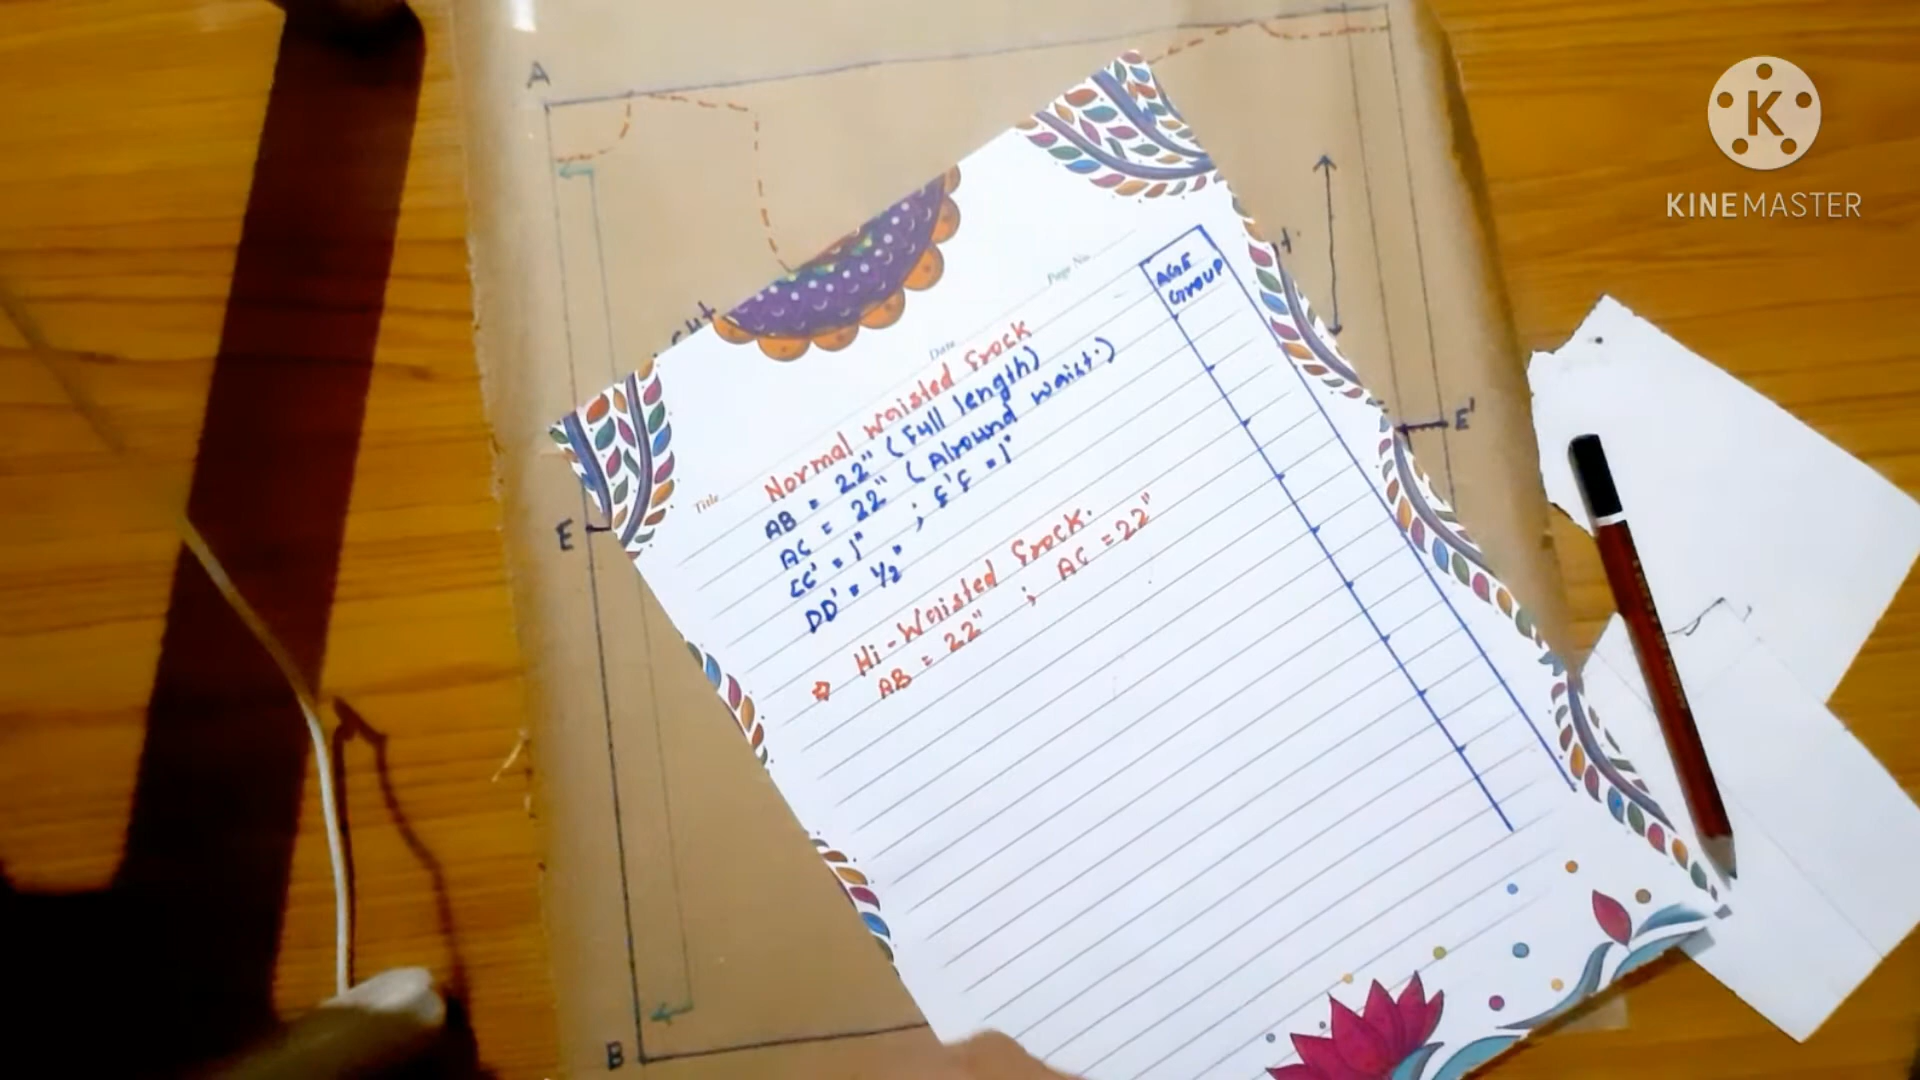 A
KINEMASTER
AGE
GROUP
Page No.
Date
Title
Normal Waisted Frock
AB = 22" (Full length)
AC = 22" (Alround waist.)
CC' = 1" ; F'F = 1"
DD' = 1/2"
Hi-Waisted Frock.
AB = 22" ; AC = 22"
E
E'
B